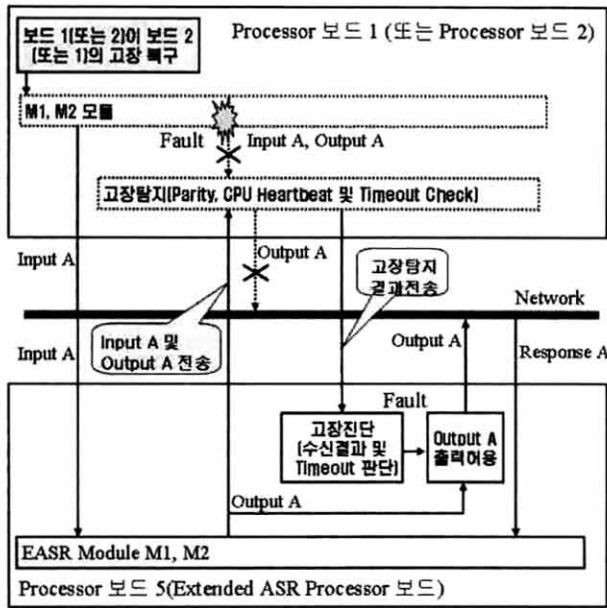 Processor 보드 1 (또는 Processor 보드 2)
보드 1(또는 2)이 보드 2
(또는 1)의 고장 복구
M1, M2 모듈
Fault
Input A, Output A
고장탐지(Parity, CPU Heartbeat 및 Timeout Check)
Input A
Output A
고장탐지
결과전송
Network
Input A
Input A 및
Output A 전송
Output A
Response A
Fault
고장진단
(수신결과 및
Timeout 판단)
Output A
출력허용
Output A
EASR Module M1, M2
Processor 보드 5(Extended ASR Processor 보드)